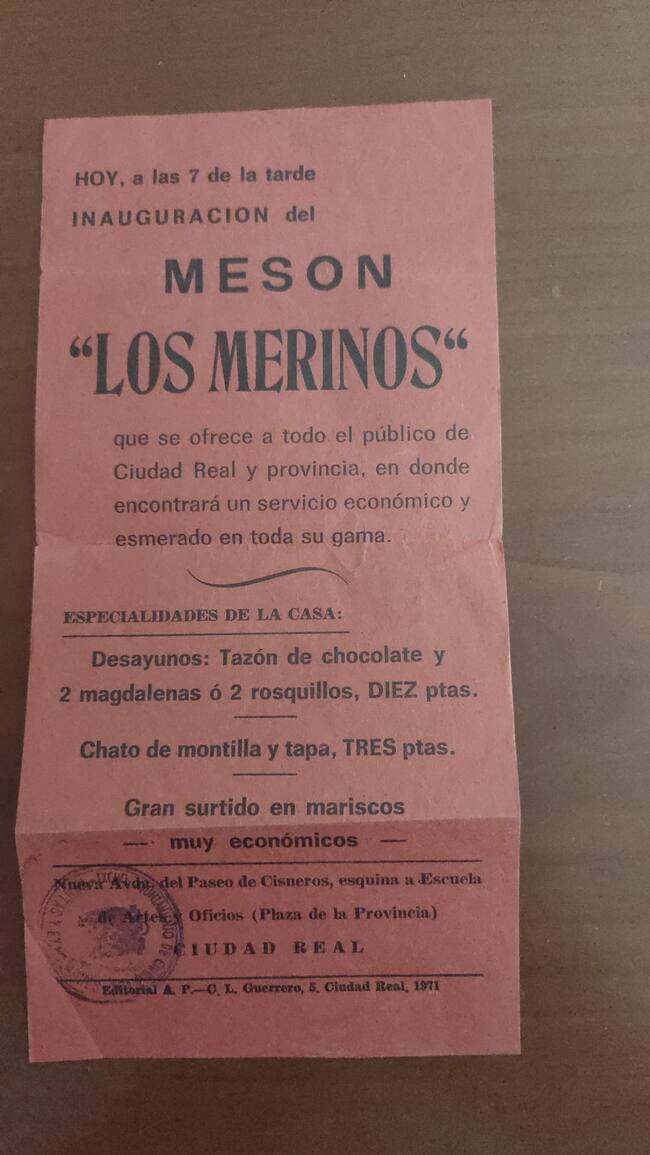 HOY, a las 7 de la tarde
INAUGURACION del
MESON
“LOS MERINOS“
que se ofrece a todo el público de
Ciudad Real y provincia, en donde
encontrará un servicio económico y
esmerado en toda su gama.
ESPECIALIDADES DE LA CASA:
Desayunos: Tazón de chocolate y
2 magdalenas ó 2 rosquillos, DIEZ ptas.
Chato de montilla y tapa, TRES ptas.
Gran surtido en mariscos
— muy económicos —
Nueva Avda. del Paseo de Cisneros, esquina a Escuela
de Artes y Oficios (Plaza de la Provincia)
CIUDAD REAL
Editorial A. P.—C. L. Guerrero, 5. Ciudad Real, 1971